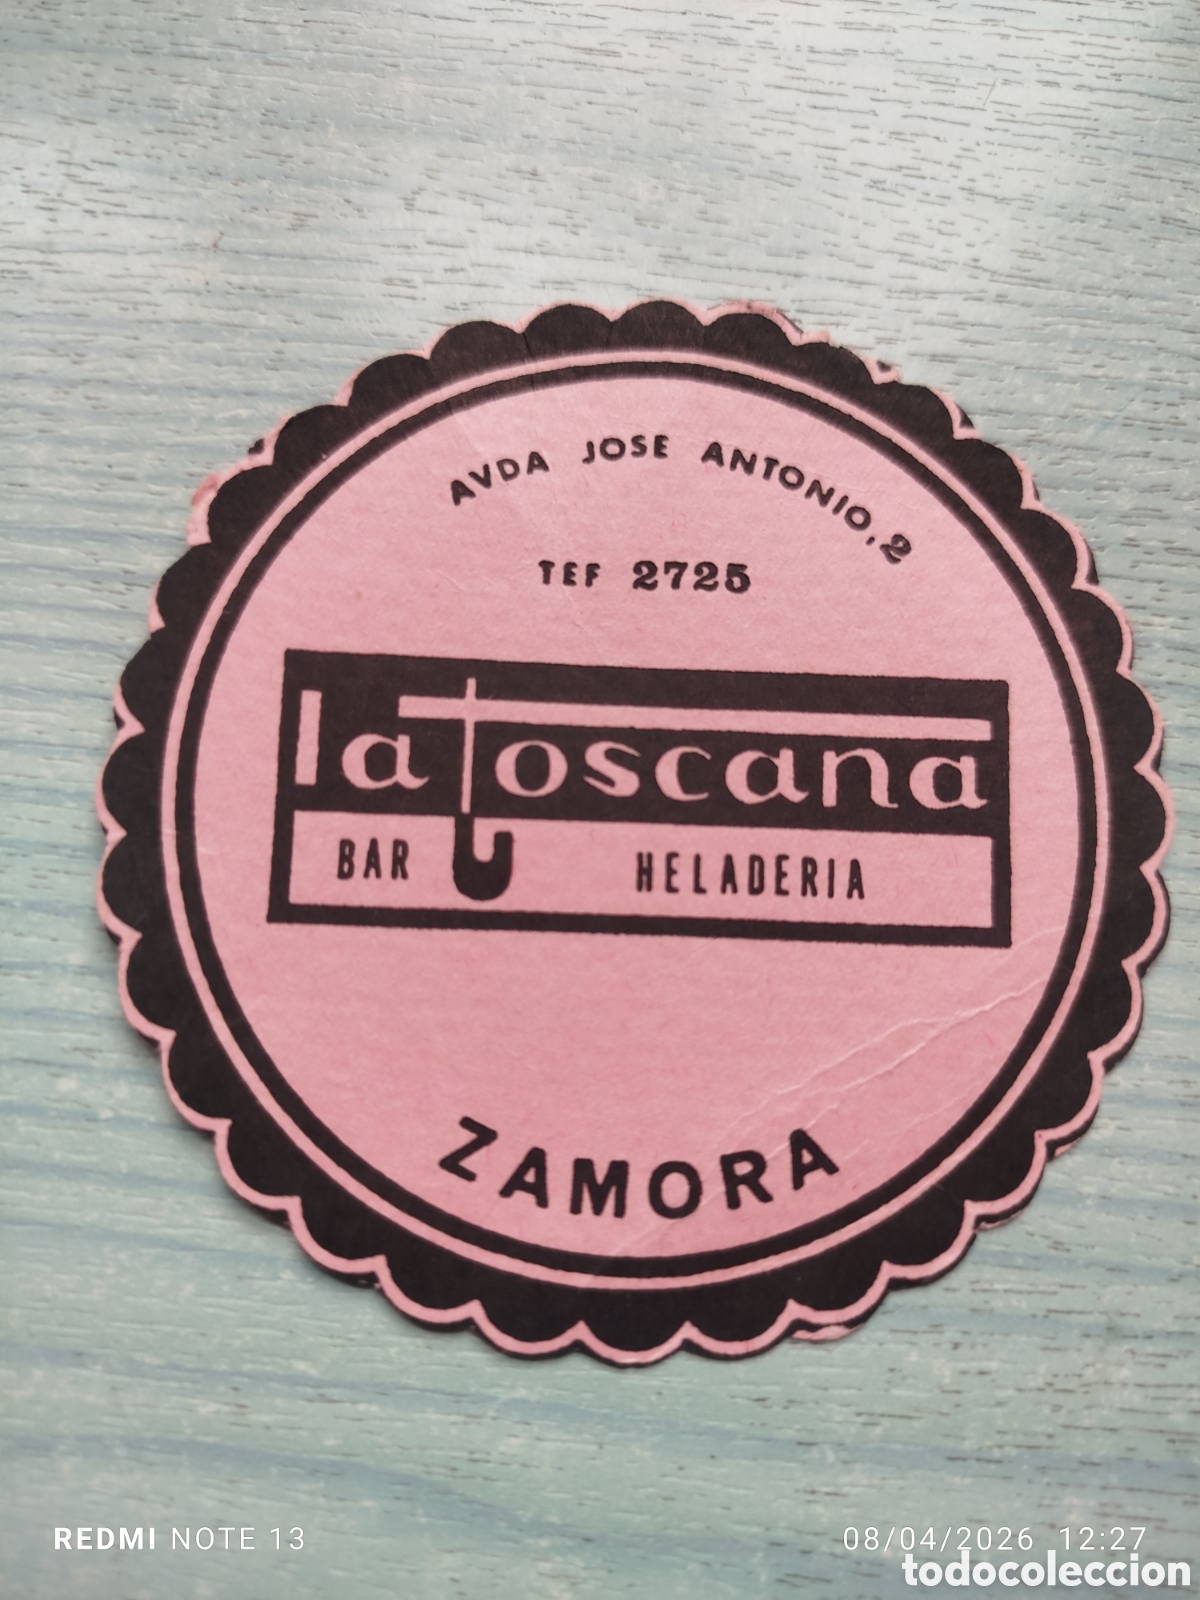 AVDA JOSE ANTONIO, 2
TEF 2725
la Toscana
BAR HELADERIA
ZAMORA
REDMI NOTE 13
08/04/2026 12:27
todocoleccion